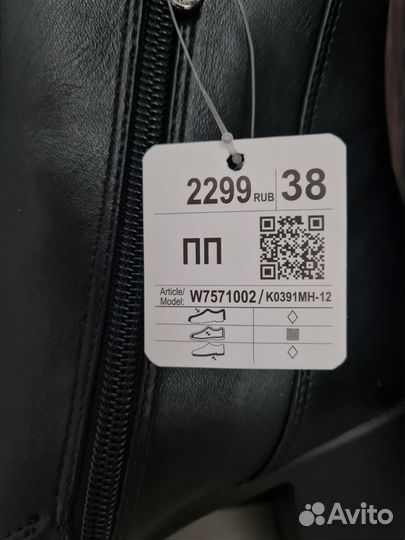 2299 RUB 38
ПП
Article/
Model: W7571002 / K0391MH-12
Avito